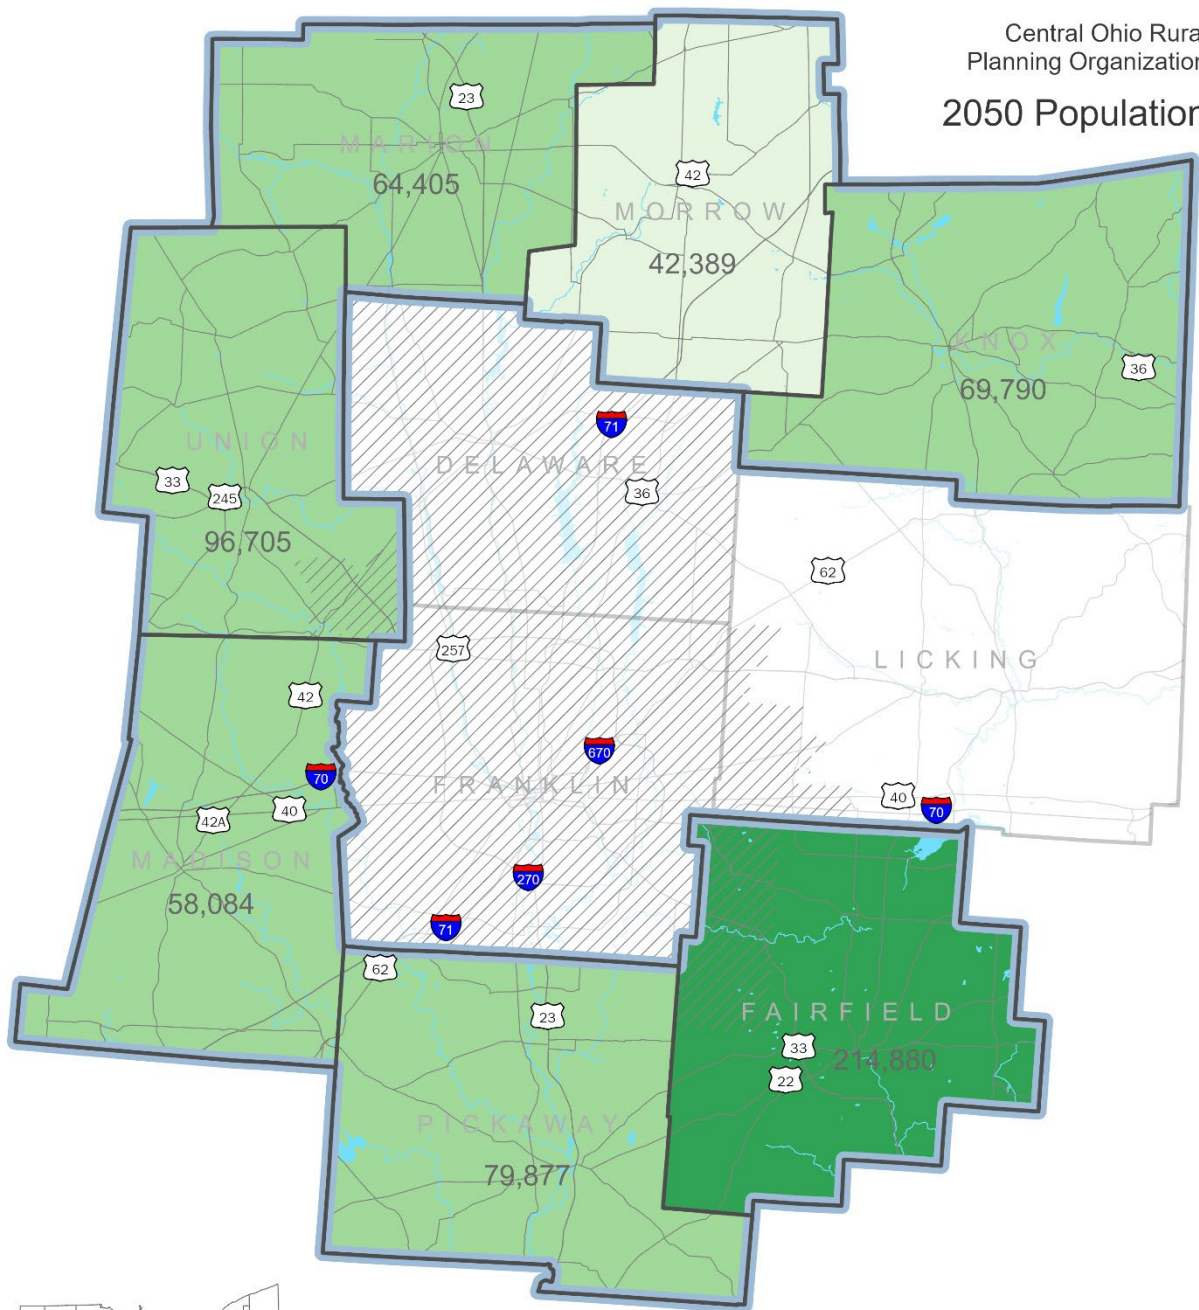 Central Ohio Rura
Planning Organization
2050 Population
23
MARION
64,405
42
MORROW
42,389
KNOX
36
69,790
71
UNION
DELAWARE
33
245
36
96,705
62
257
LICKING
42
670
70
FRANKLIN
40
70
40
42A
MADISON
270
58,084
71
62
FAIRFIELD
23
33
214,880
22
PICKAWAY
79,877